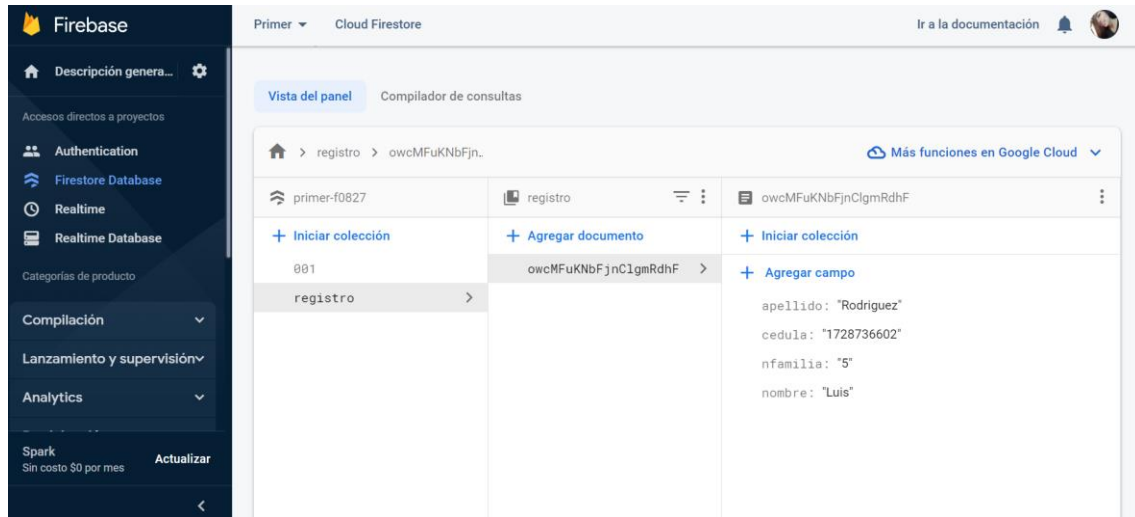 Firebase
Primer
Cloud Firestore
Ir a la documentación
Descripción genera...
Accesos directos a proyectos
Authentication
Firestore Database
Realtime
Realtime Database
Categorías de producto
Compilación
Lanzamiento y supervisión
Analytics
Spark
Sin costo $0 por mes
Actualizar
Vista del panel
Compilador de consultas
registro > owcMFuKNbFjn..
Más funciones en Google Cloud
primer-f0827
+ Iniciar colección
001
registro
registro
+ Agregar documento
owcMFuKNbFjnClgmRdhF
owcMFuKNbFjnClgmRdhF
+ Iniciar colección
+ Agregar campo
apellido: "Rodriguez"
cedula: "1728736602"
nfamilia: "5"
nombre: "Luis"